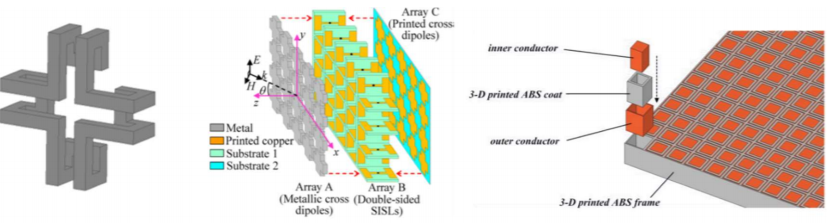 Array C
(Printed cross
dipoles)
y
E
k
H
θ
z
x
Metal
Printed copper
Substrate 1
Substrate 2
Array A
(Metallic cross
dipoles)
Array B
(Double-sided
SISLs)
inner conductor
3-D printed ABS coat
outer conductor
3-D printed ABS frame